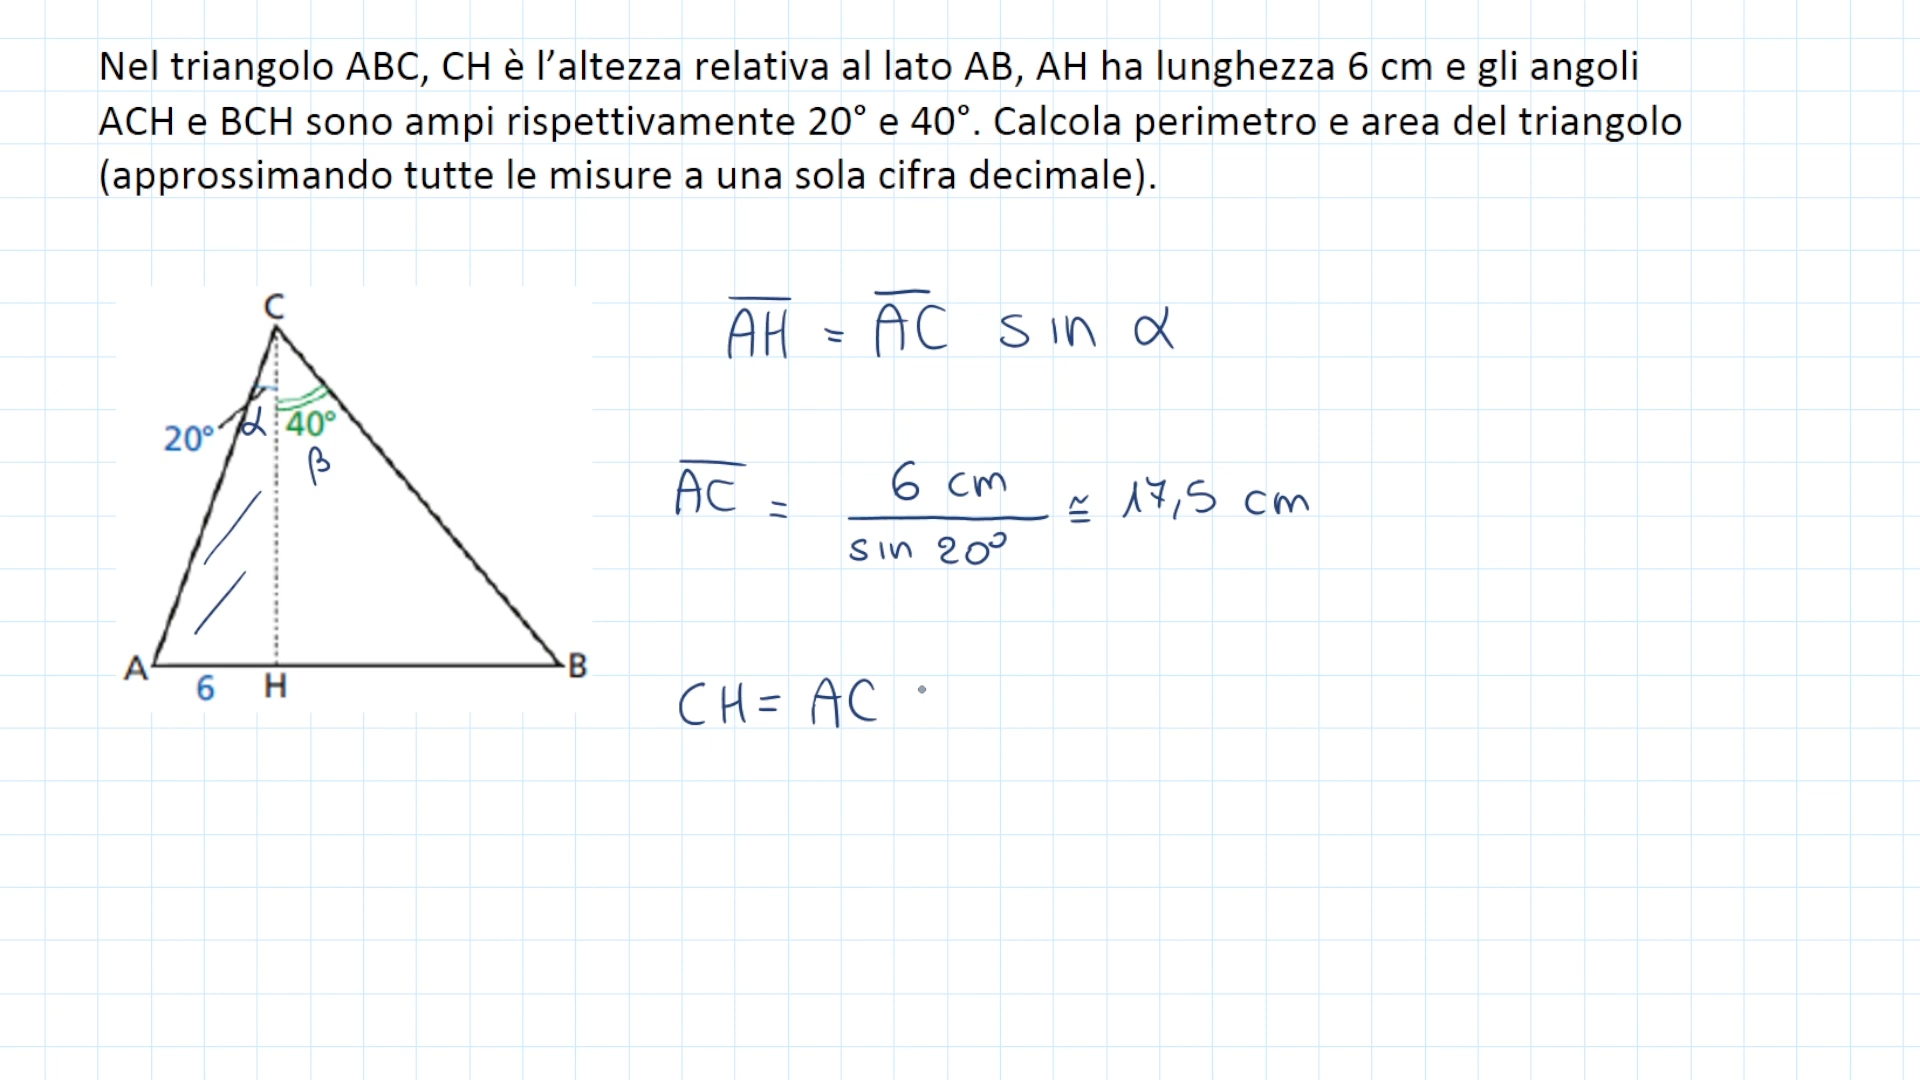 Nel triangolo ABC, CH è l’altezza relativa al lato AB, AH ha lunghezza 6 cm e gli angoli
ACH e BCH sono ampi rispettivamente 20° e 40°. Calcola perimetro e area del triangolo
(approssimando tutte le misure a una sola cifra decimale).
C
20° α 40°
β
A 6 H B
AH = AC sin α
AC = 6 cm / sin 20° ≅ 17,5 cm
CH = AC ·